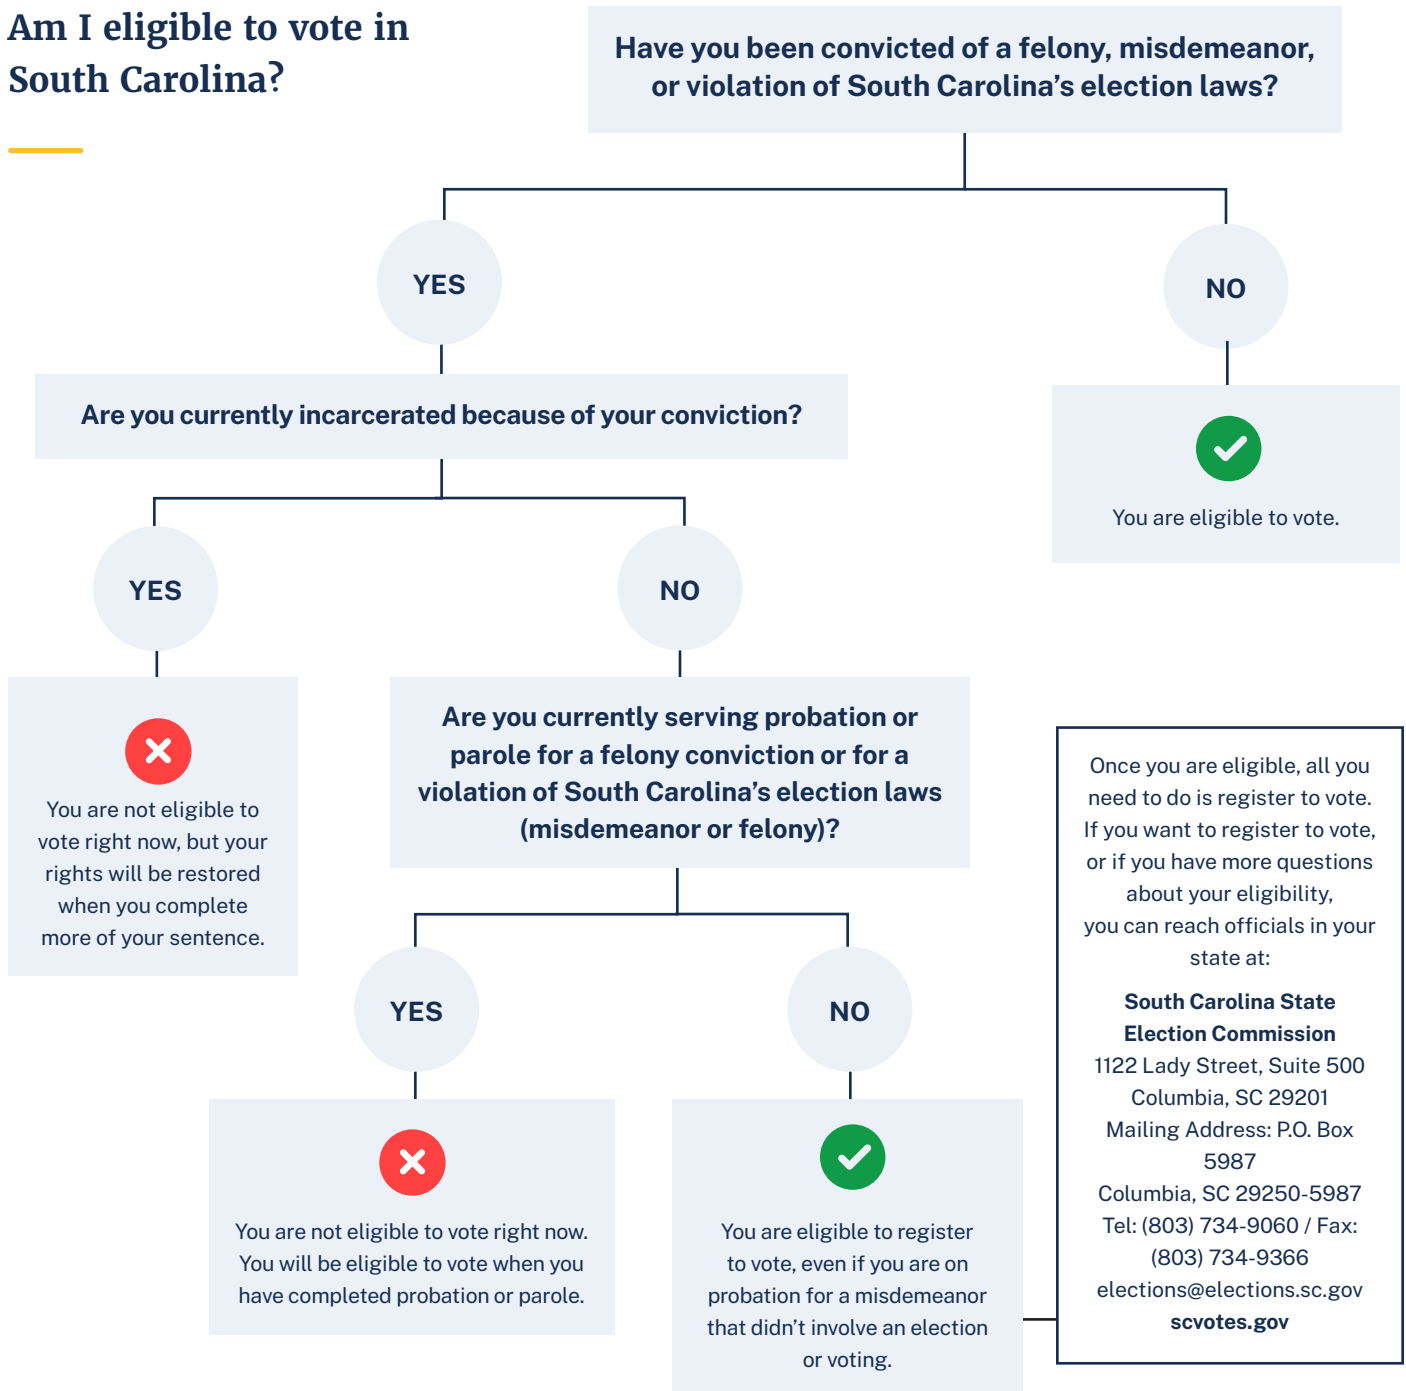 Am I eligible to vote in
South Carolina?
Have you been convicted of a felony, misdemeanor,
or violation of South Carolina’s election laws?
YES
NO
Are you currently incarcerated because of your conviction?
You are eligible to vote.
YES
NO
You are not eligible to
vote right now, but your
rights will be restored
when you complete
more of your sentence.
Are you currently serving probation or
parole for a felony conviction or for a
violation of South Carolina’s election laws
(misdemeanor or felony)?
YES
NO
You are not eligible to vote right now.
You will be eligible to vote when you
have completed probation or parole.
You are eligible to register
to vote, even if you are on
probation for a misdemeanor
that didn’t involve an election
or voting.
Once you are eligible, all you
need to do is register to vote.
If you want to register to vote,
or if you have more questions
about your eligibility,
you can reach officials in your
state at:
South Carolina State
Election Commission
1122 Lady Street, Suite 500
Columbia, SC 29201
Mailing Address: P.O. Box
5987
Columbia, SC 29250-5987
Tel: (803) 734-9060 / Fax:
(803) 734-9366
elections@elections.sc.gov
scvotes.gov